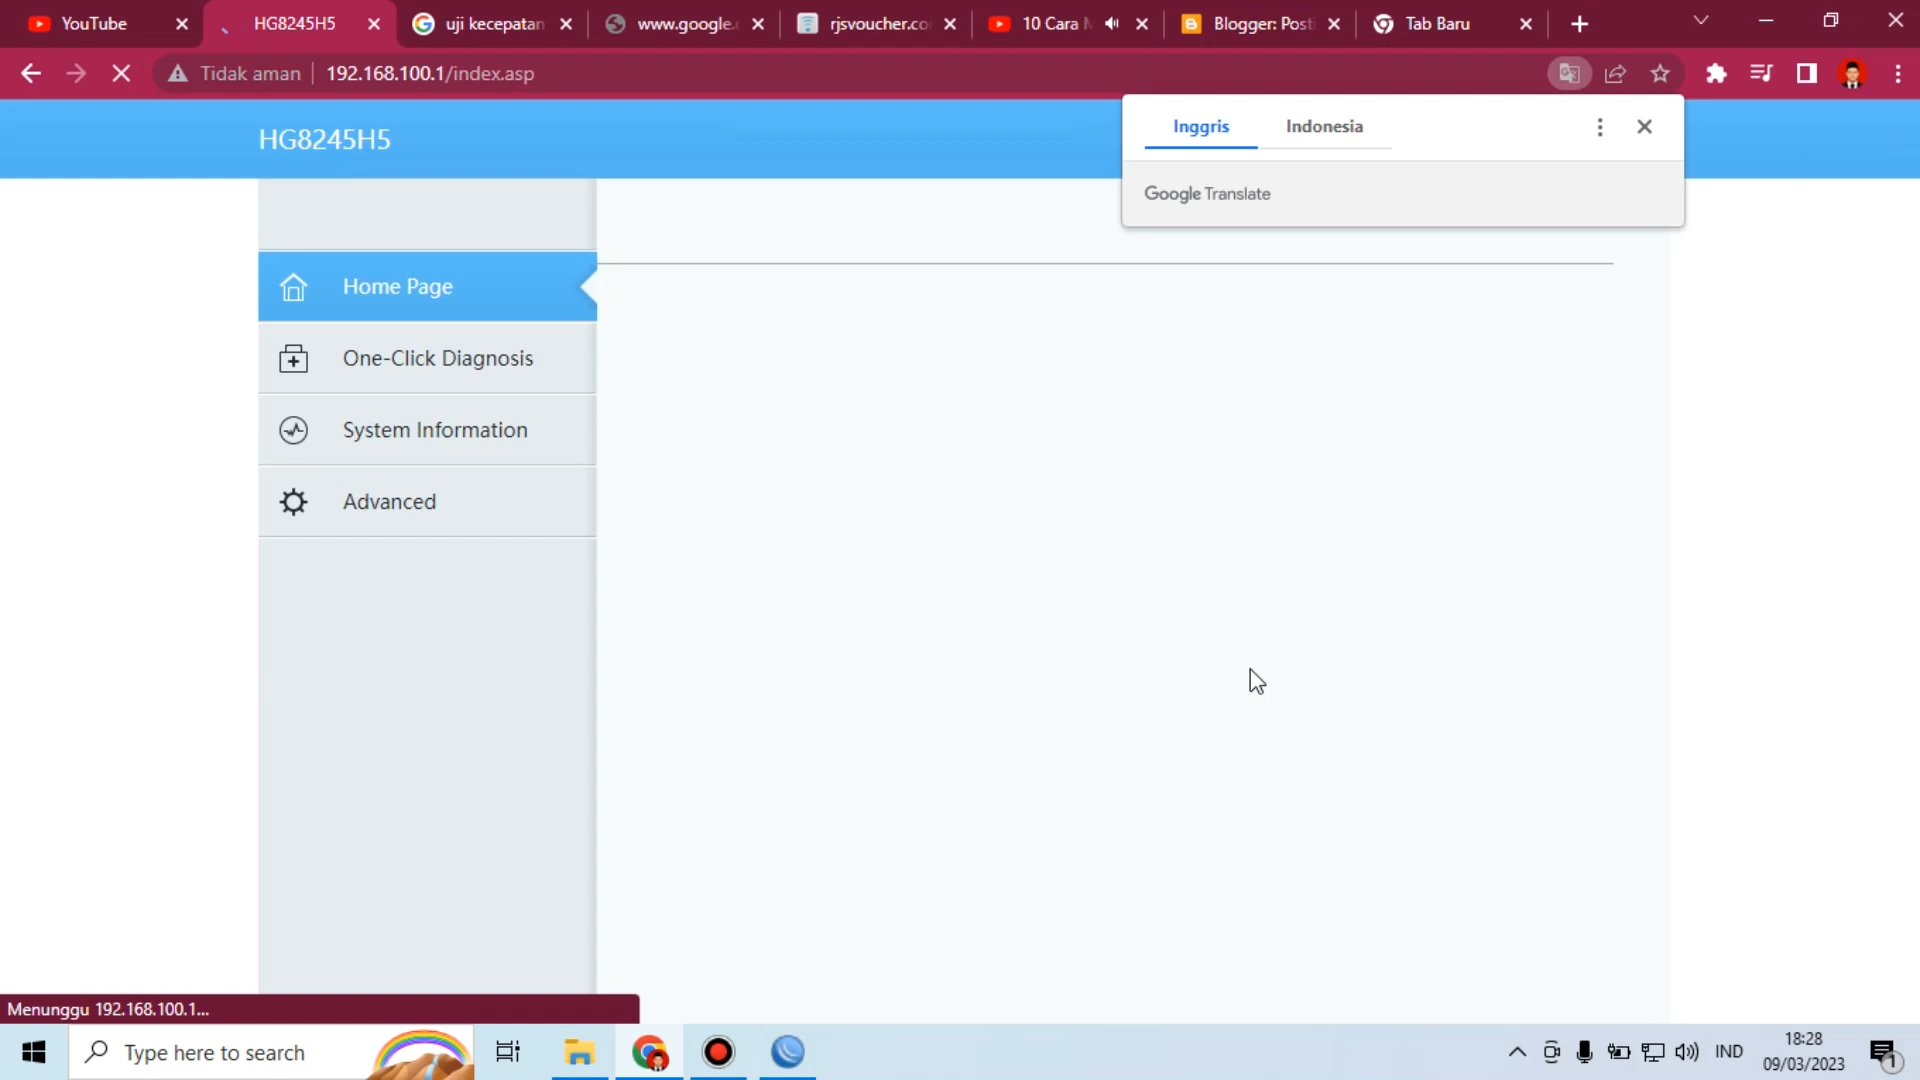 YouTube
HG8245H5
uji kecepatan
www.google.
rjsvoucher.co
10 Cara
Blogger: Post
Tab Baru
Tidak aman
192.168.100.1/index.asp
Inggris
Indonesia
Google Translate
HG8245H5
Home Page
One-Click Diagnosis
System Information
Advanced
Menunggu 192.168.100.1...
Type here to search
IND
18:28
09/03/2023
1